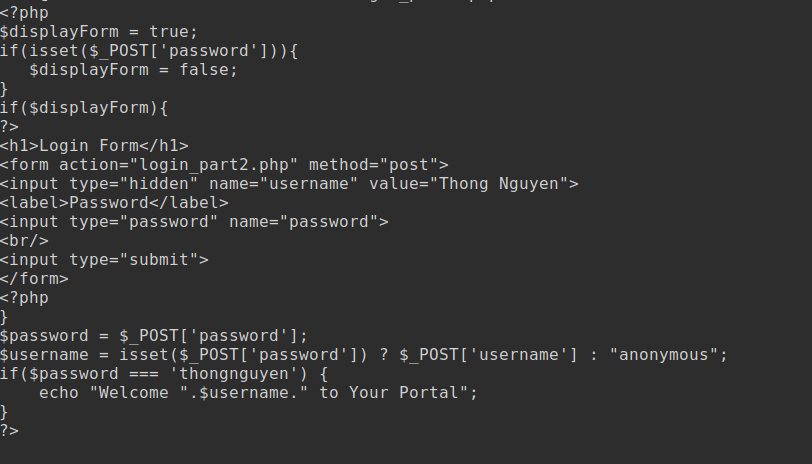 <?php
$displayForm = true;
if(isset($_POST['password'])){
   $displayForm = false;
}
if($displayForm){
?>
<h1>Login Form</h1>
<form action="login_part2.php" method="post">
<input type="hidden" name="username" value="Thong Nguyen">
<label>Password</label>
<input type="password" name="password">
<br/>
<input type="submit">
</form>
<?php
}
$password = $_POST['password'];
$username = isset($_POST['password']) ? $_POST['username'] : "anonymous";
if($password === 'thongnguyen') {
    echo "Welcome ".$username." to Your Portal";
}
?>